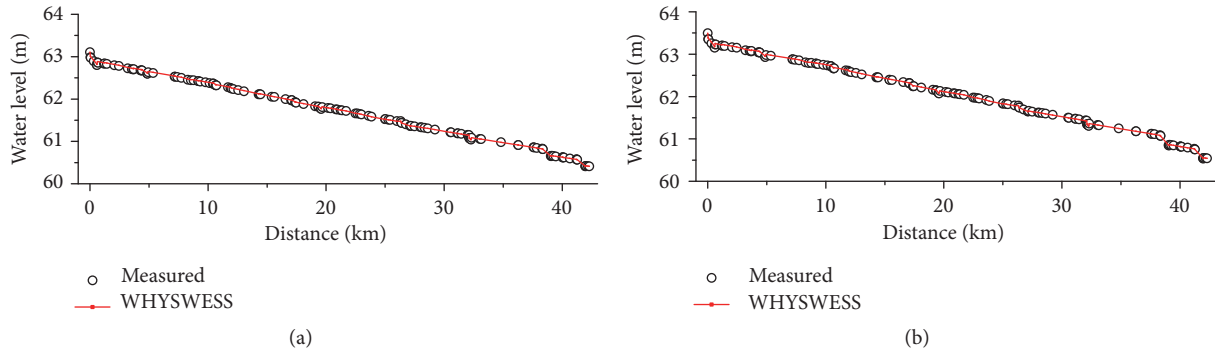 64
63
62
61
60
Water level (m)
0 10 20 30 40
Distance (km)
Measured
WHYSWESS
(a)
64
63
62
61
60
Water level (m)
0 10 20 30 40
Distance (km)
Measured
WHYSWESS
(b)